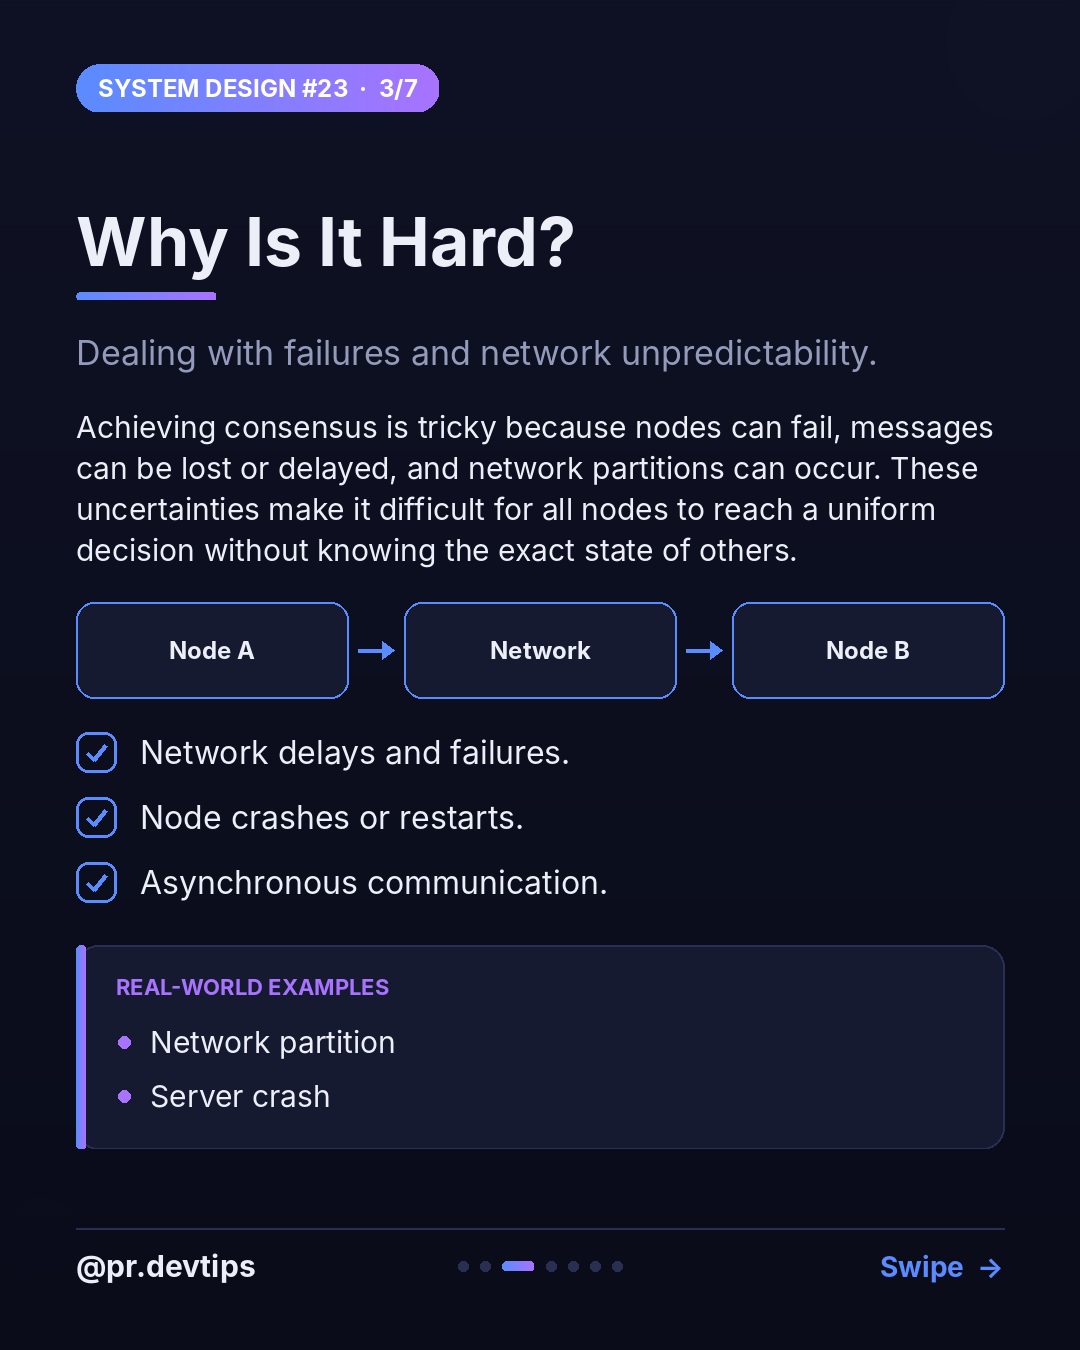 SYSTEM DESIGN #23 · 3/7
Why Is It Hard?
Dealing with failures and network unpredictability.
Achieving consensus is tricky because nodes can fail, messages
can be lost or delayed, and network partitions can occur. These
uncertainties make it difficult for all nodes to reach a uniform
decision without knowing the exact state of others.
Node A → Network → Node B
Network delays and failures.
Node crashes or restarts.
Asynchronous communication.
REAL-WORLD EXAMPLES
• Network partition
• Server crash
@pr.devtips Swipe →